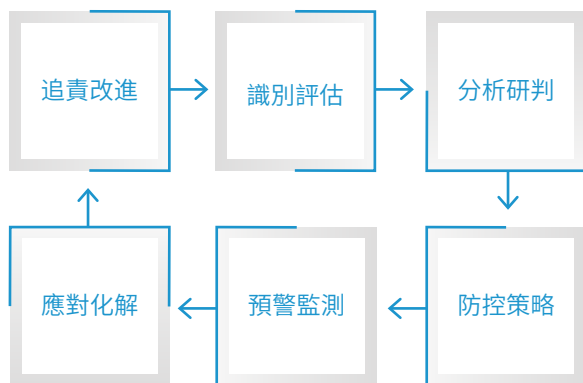 追責改進
識別評估
分析研判
應對化解
預警監測
防控策略